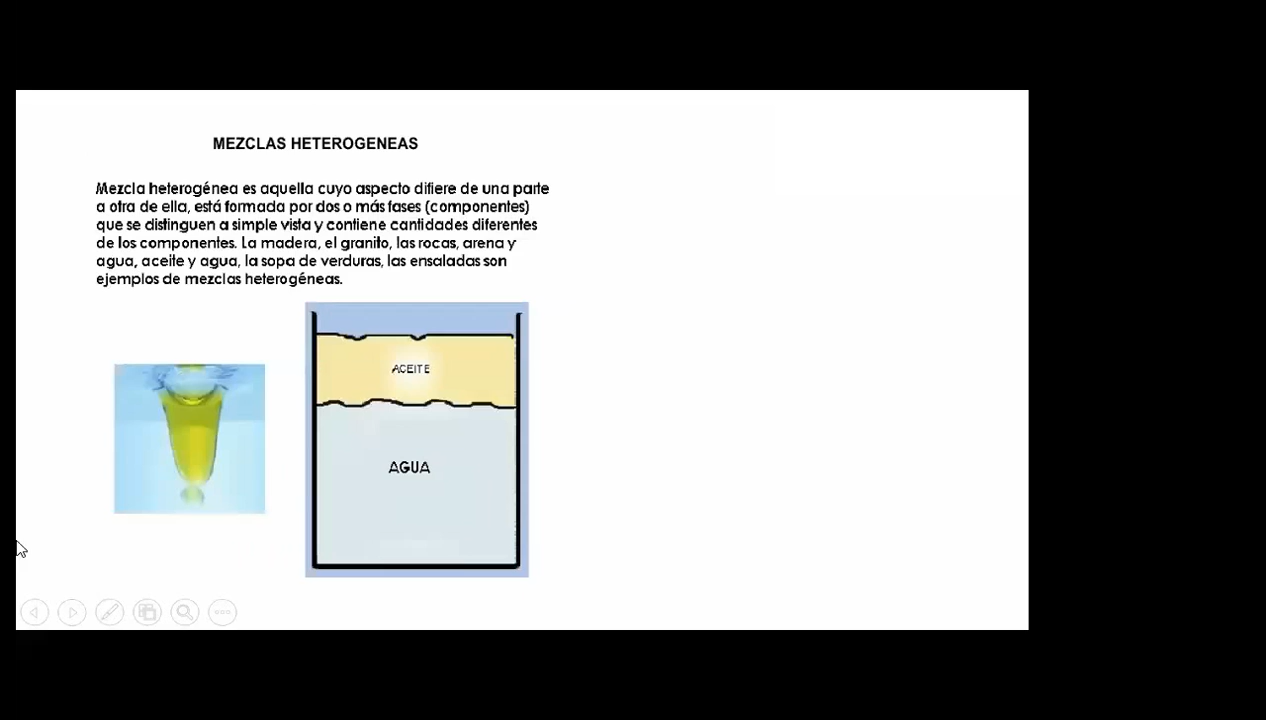 MEZCLAS HETEROGENEAS
Mezcla heterogénea es aquella cuyo aspecto difiere de una parte
a otra de ella, está formada por dos o más fases (componentes)
que se distinguen a simple vista y contiene cantidades diferentes
de los componentes. La madera, el granito, las rocas, arena y
agua, aceite y agua, la sopa de verduras, las ensaladas son
ejemplos de mezclas heterogéneas.
ACEITE
AGUA